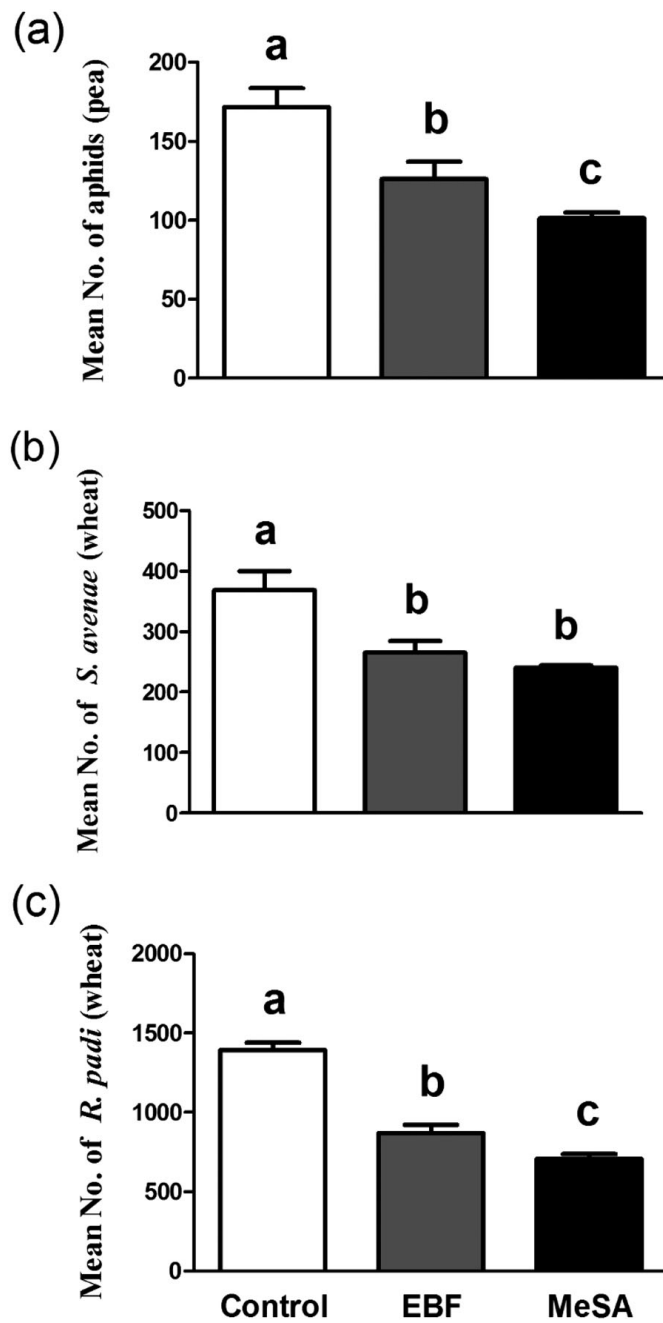 (a)
Mean No. of aphids (pea)
200
150
100
50
0
a
b
c
(b)
Mean No. of S. avenae (wheat)
500
400
300
200
100
0
a
b
b
(c)
Mean No. of R. padi (wheat)
2000
1500
1000
500
0
a
b
c
Control EBF MeSA